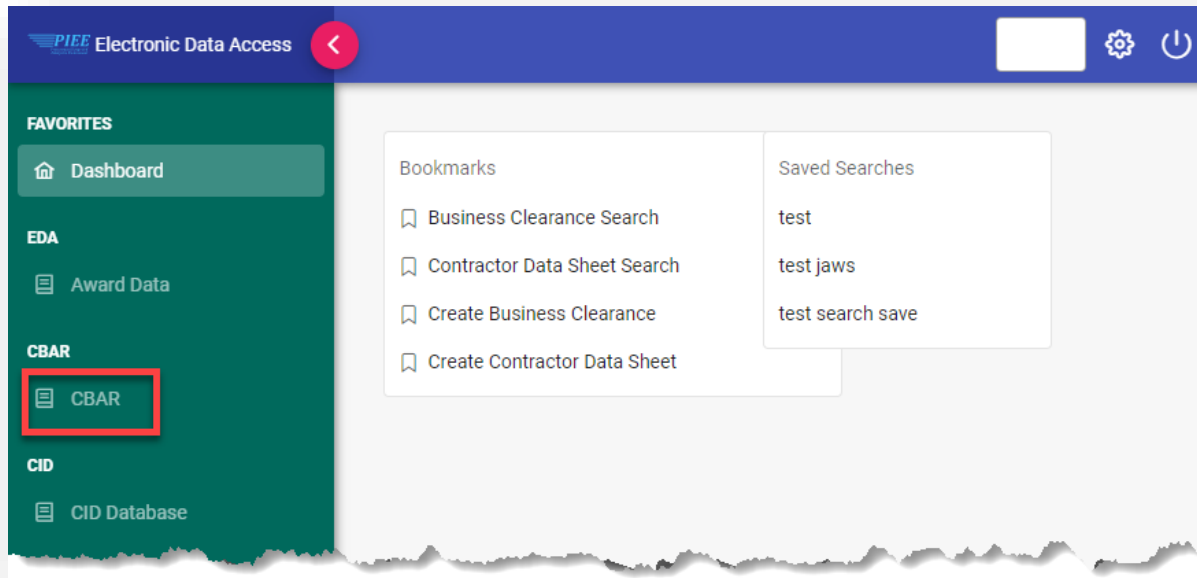 PIEE Electronic Data Access
FAVORITES
Dashboard
EDA
Award Data
CBAR
CBAR
CID
CID Database
Bookmarks
Business Clearance Search
Contractor Data Sheet Search
Create Business Clearance
Create Contractor Data Sheet
Saved Searches
test
test jaws
test search save